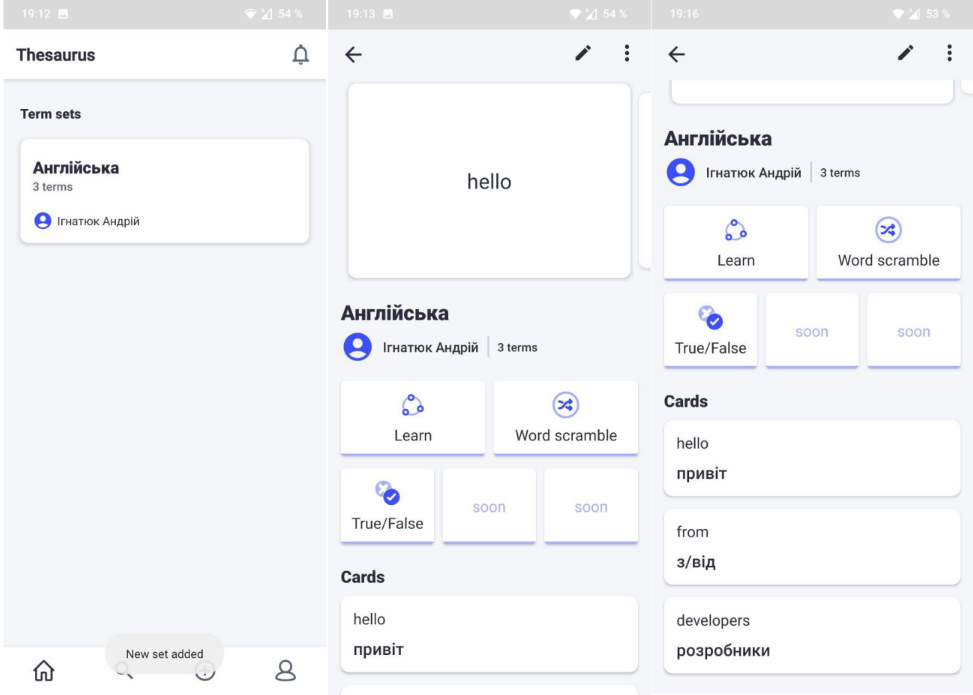 19:12 54 %
Thesaurus
Term sets
Англійська
3 terms
Ігнатюк Андрій
New set added
19:13 54 %
hello
Англійська
Ігнатюк Андрій 3 terms
Learn Word scramble
True/False soon soon
Cards
hello
привіт
19:16 53 %
Англійська
Ігнатюк Андрій 3 terms
Learn Word scramble
True/False soon soon
Cards
hello
привіт
from
з/від
developers
розробники